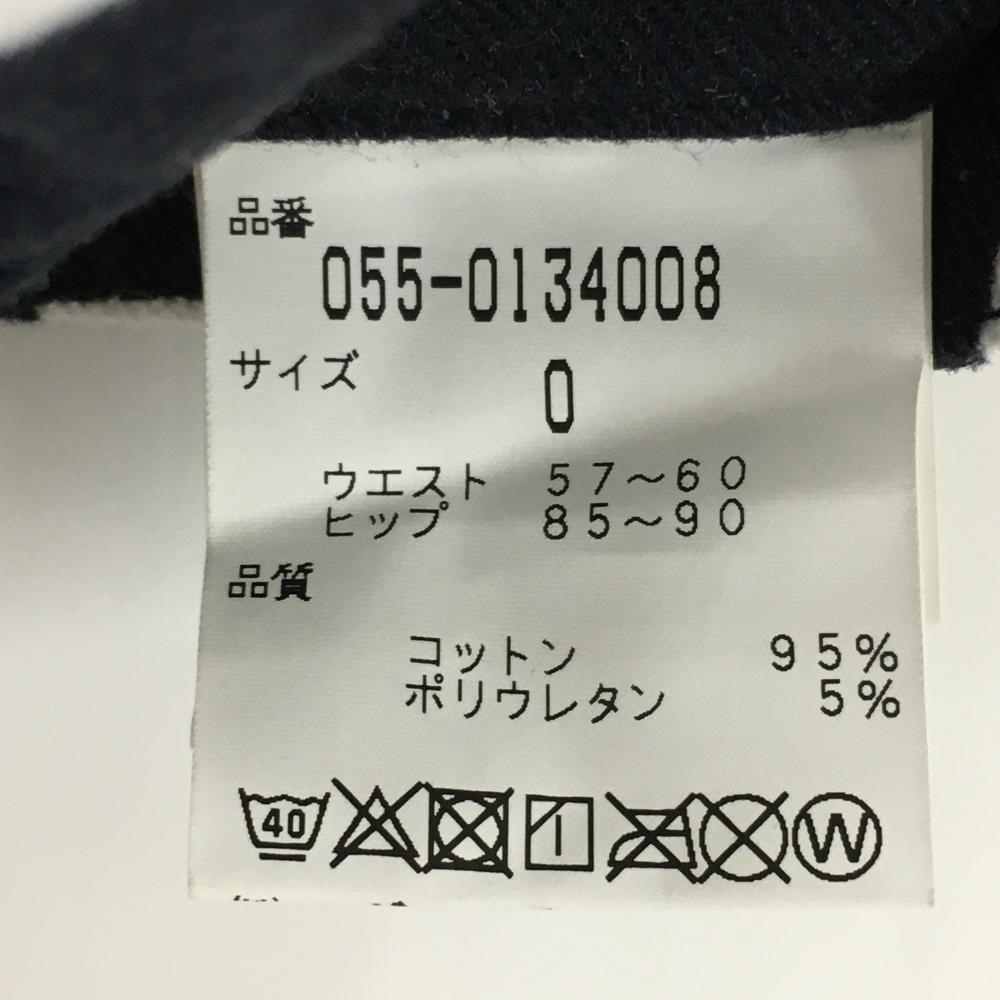 品番
055-0134008
サイズ
0
ウエスト 57～60
ヒップ 85～90
品質
コットン 95%
ポリウレタン 5%
40 W